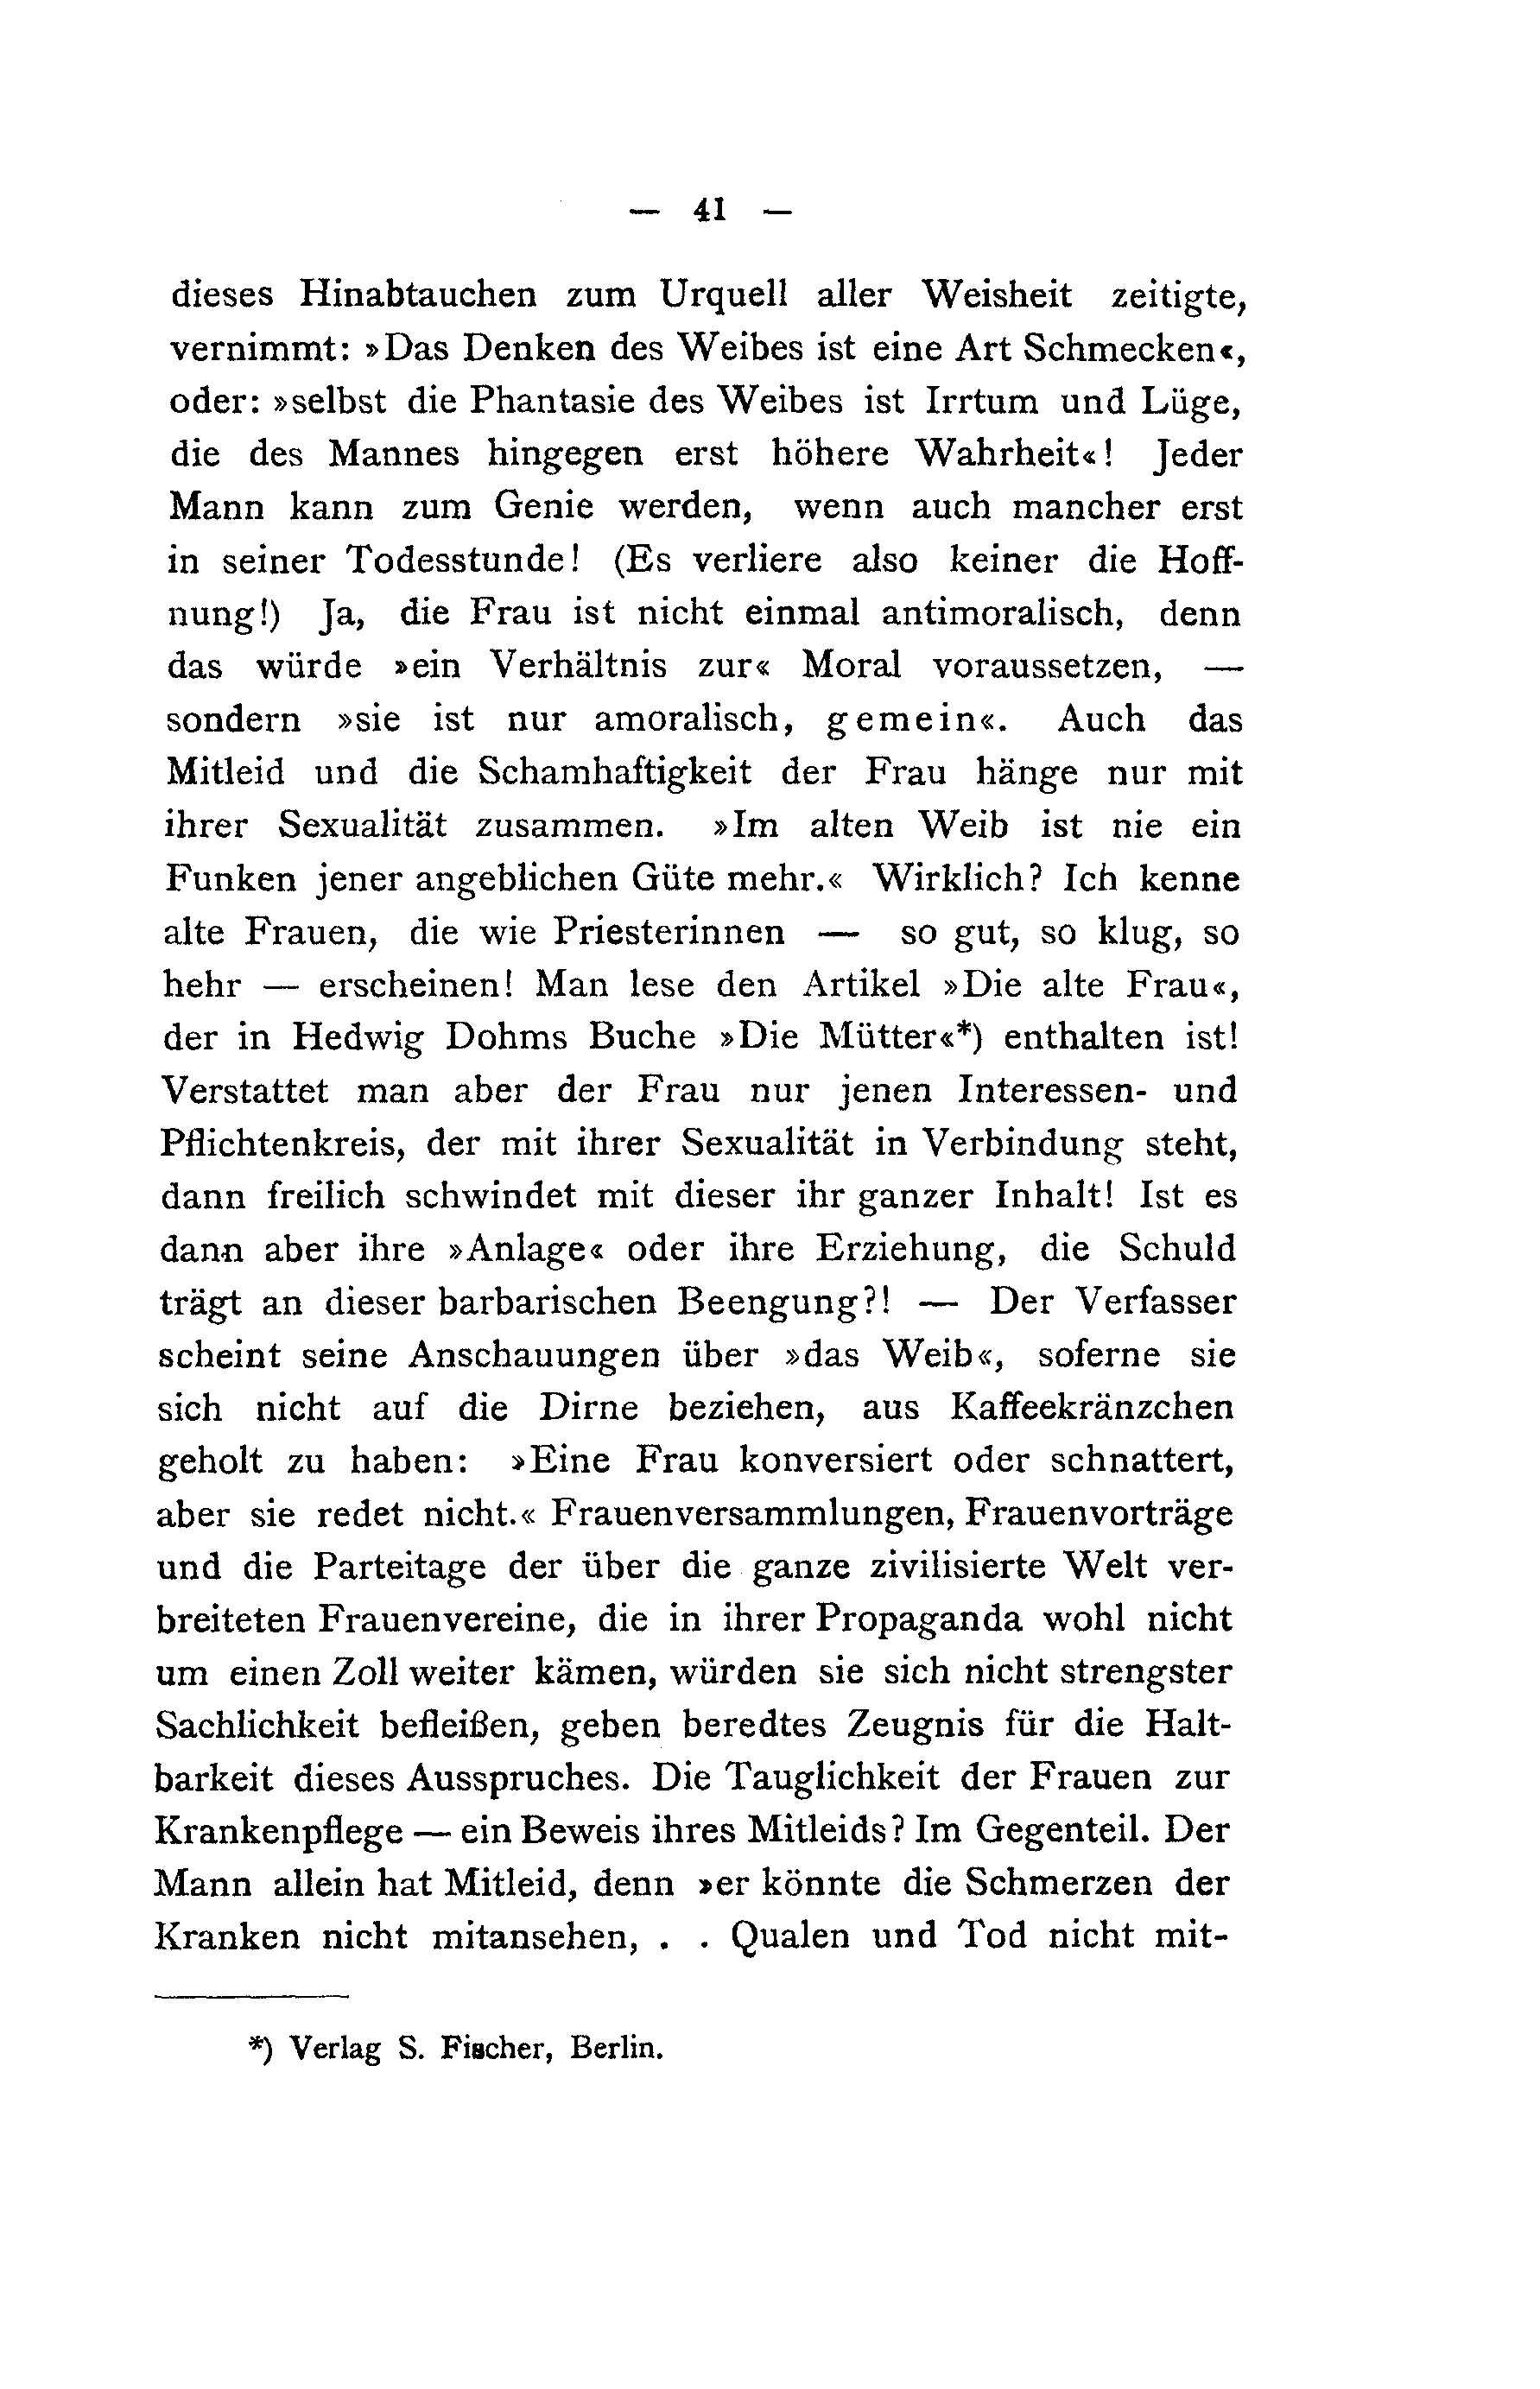 — 41 —
dieses Hinabtauchen zum Urquell aller Weisheit zeitigte,
vernimmt: »Das Denken des Weibes ist eine Art Schmecken«,
oder: »selbst die Phantasie des Weibes ist Irrtum und Lüge,
die des Mannes hingegen erst höhere Wahrheit«! Jeder
Mann kann zum Genie werden, wenn auch mancher erst
in seiner Todesstunde! (Es verliere also keiner die Hoff-
nung!) Ja, die Frau ist nicht einmal antimoralisch, denn
das würde »ein Verhältnis zur« Moral voraussetzen, —
sondern »sie ist nur amoralisch, gemein«. Auch das
Mitleid und die Schamhaftigkeit der Frau hänge nur mit
ihrer Sexualität zusammen. »Im alten Weib ist nie ein
Funken jener angeblichen Güte mehr.« Wirklich? Ich kenne
alte Frauen, die wie Priesterinnen — so gut, so klug, so
hehr — erscheinen! Man lese den Artikel »Die alte Frau«,
der in Hedwig Dohms Buche »Die Mütter«*) enthalten ist!
Verstattet man aber der Frau nur jenen Interessen- und
Pflichtenkreis, der mit ihrer Sexualität in Verbindung steht,
dann freilich schwindet mit dieser ihr ganzer Inhalt! Ist es
dann aber ihre »Anlage« oder ihre Erziehung, die Schuld
trägt an dieser barbarischen Beengung?! — Der Verfasser
scheint seine Anschauungen über »das Weib«, soferne sie
sich nicht auf die Dirne beziehen, aus Kaffeekränzchen
geholt zu haben: »Eine Frau konversiert oder schnattert,
aber sie redet nicht.« Frauenversammlungen, Frauenvorträge
und die Parteitage der über die ganze zivilisierte Welt ver-
breiteten Frauenvereine, die in ihrer Propaganda wohl nicht
um einen Zoll weiter kämen, würden sie sich nicht strengster
Sachlichkeit befleißen, geben beredtes Zeugnis für die Halt-
barkeit dieses Ausspruches. Die Tauglichkeit der Frauen zur
Krankenpflege — ein Beweis ihres Mitleids? Im Gegenteil. Der
Mann allein hat Mitleid, denn »er könnte die Schmerzen der
Kranken nicht mitansehen, . . Qualen und Tod nicht mit-
*) Verlag S. Fischer, Berlin.